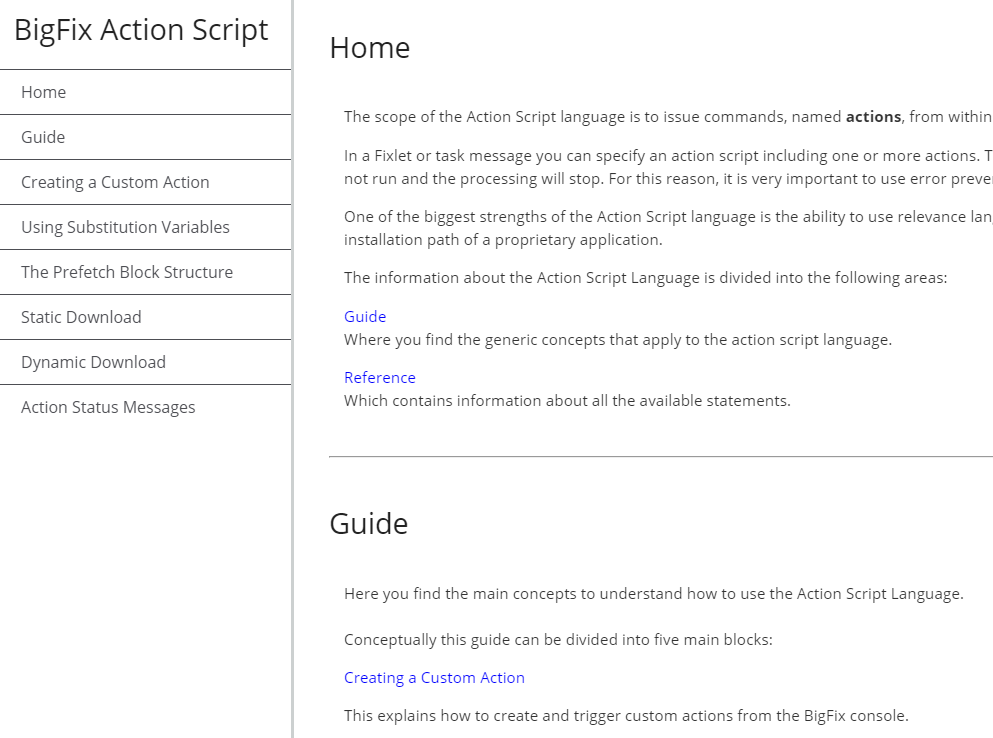 BigFix Action Script
Home
Guide
Creating a Custom Action
Using Substitution Variables
The Prefetch Block Structure
Static Download
Dynamic Download
Action Status Messages
Home
The scope of the Action Script language is to issue commands, named actions, from within
In a Fixlet or task message you can specify an action script including one or more actions. T
not run and the processing will stop. For this reason, it is very important to use error preve
One of the biggest strengths of the Action Script language is the ability to use relevance lan
installation path of a proprietary application.
The information about the Action Script Language is divided into the following areas:
Guide
Where you find the generic concepts that apply to the action script language.
Reference
Which contains information about all the available statements.
Guide
Here you find the main concepts to understand how to use the Action Script Language.
Conceptually this guide can be divided into five main blocks:
Creating a Custom Action
This explains how to create and trigger custom actions from the BigFix console.